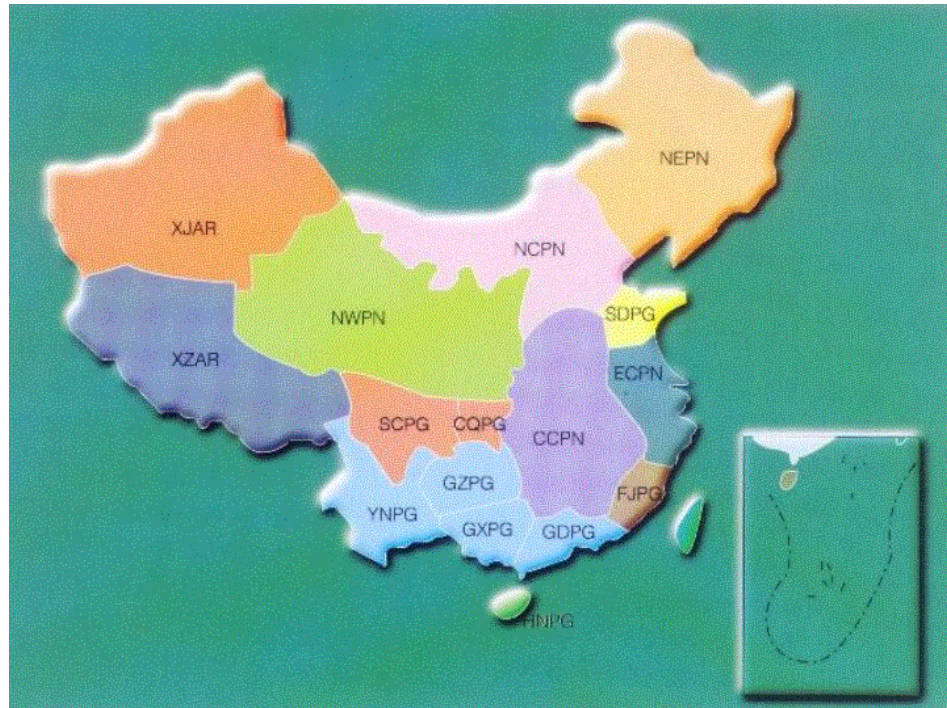 NEPN
XJAR
NCPN
NWPN
SDPG
XZAR
ECPN
SCPG
CQPG
CCPN
GZPG
FJPG
YNPG
GXPG
GDPG
HNPG